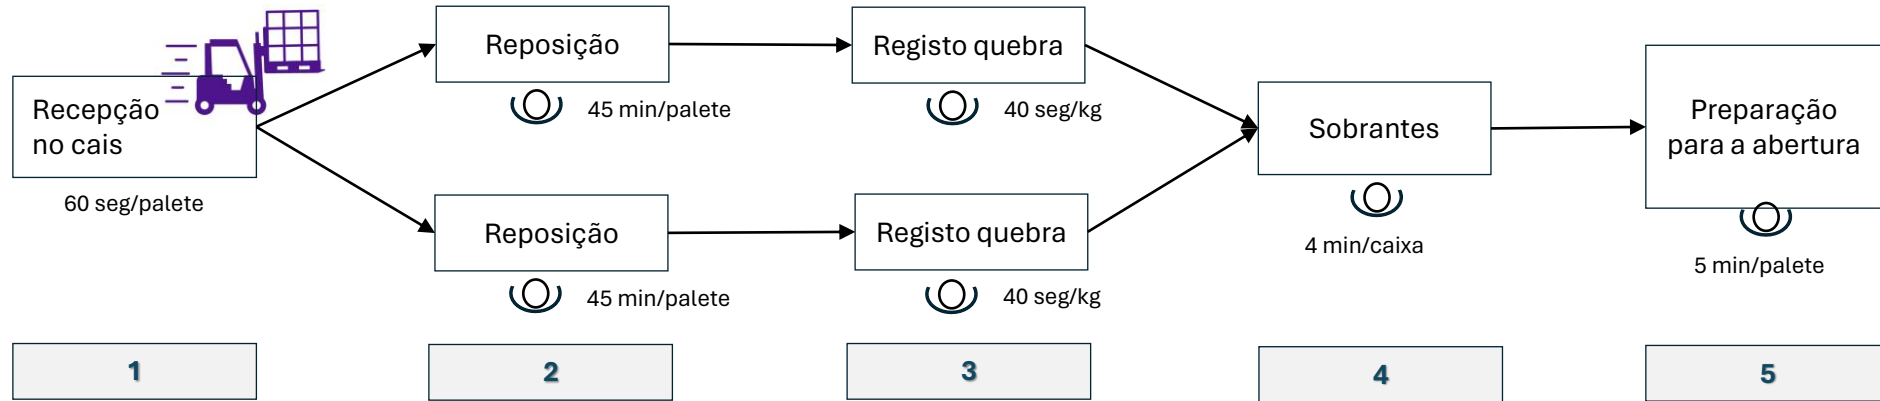 Recepção
no cais
60 seg/palete
Reposição
45 min/palete
Registo quebra
40 seg/kg
Reposição
45 min/palete
Registo quebra
40 seg/kg
Sobrantes
4 min/caixa
Preparação
para a abertura
5 min/palete
1
2
3
4
5